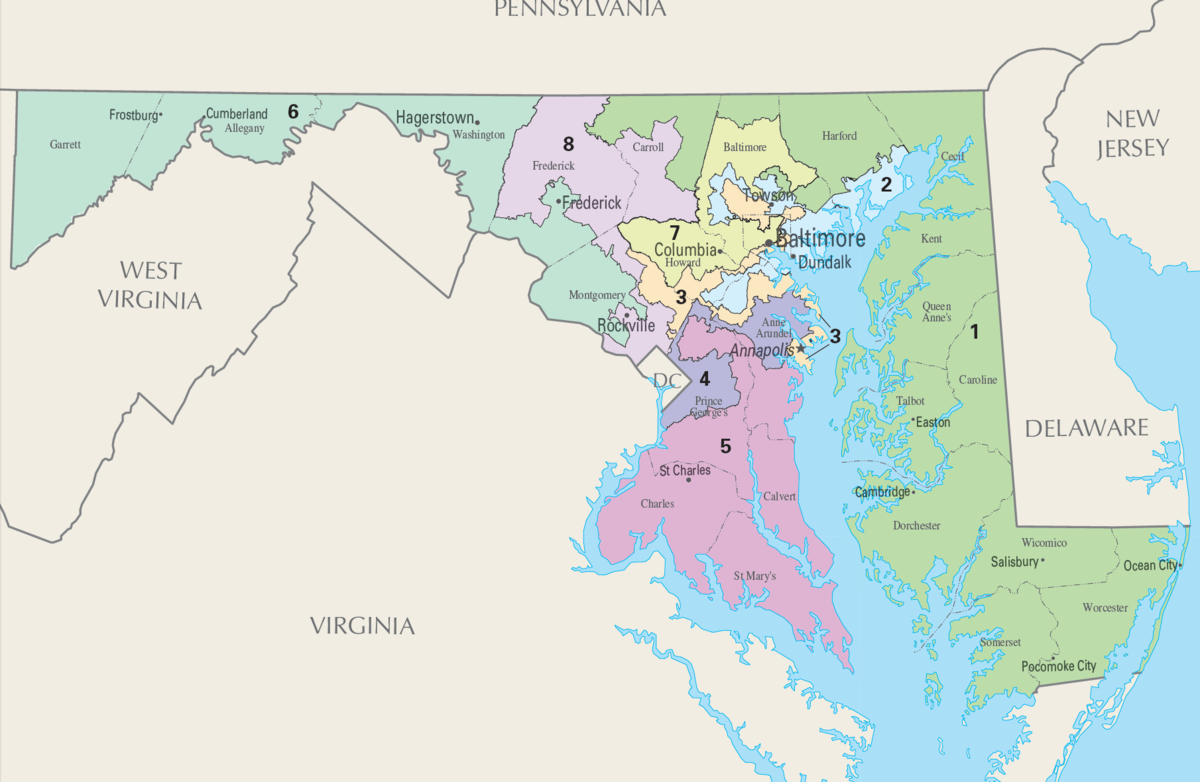 PENNSYLVANIA
NEW
JERSEY
Frostburg
Cumberland
6
Allegany
Garrett
Hagerstown
Washington
8
Frederick
Frederick
Carroll
Baltimore
Harford
Cecil
2
Towson
7
Columbia
Howard
Baltimore
Dundalk
Kent
WEST
VIRGINIA
Montgomery
3
Rockville
Anne
Arundel
Annapolis
3
Queen
Anne's
1
DC
4
Prince
George's
Caroline
Talbot
Easton
DELAWARE
5
St Charles
Charles
Calvert
Cambridge
Dorchester
Wicomico
Salisbury
Ocean City
St Mary's
Worcester
VIRGINIA
Somerset
Pocomoke City